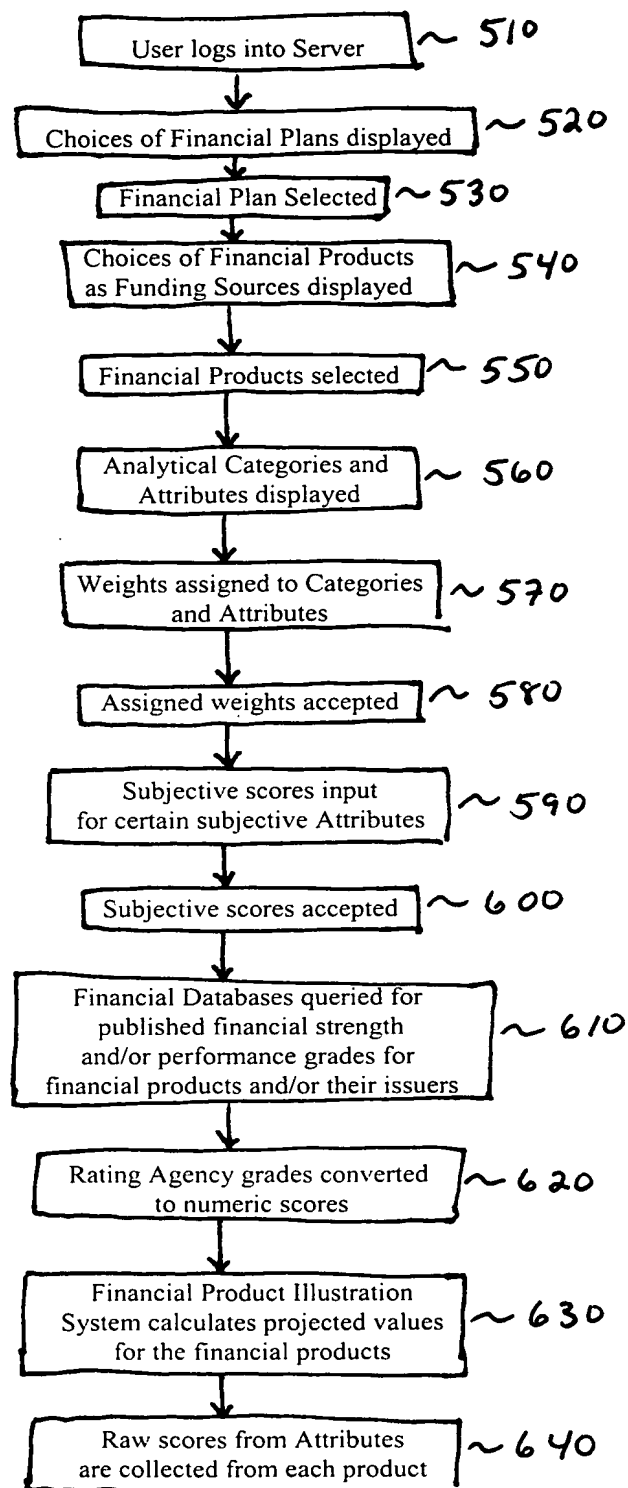 User logs into Server ~ 510
Choices of Financial Plans displayed ~ 520
Financial Plan Selected ~ 530
Choices of Financial Products
as Funding Sources displayed ~ 540
Financial Products selected ~ 550
Analytical Categories and
Attributes displayed ~ 560
Weights assigned to Categories
and Attributes ~ 570
Assigned weights accepted ~ 580
Subjective scores input
for certain subjective Attributes ~ 590
Subjective scores accepted ~ 600
Financial Databases queried for
published financial strength
and/or performance grades for
financial products and/or their issuers ~ 610
Rating Agency grades converted
to numeric scores ~ 620
Financial Product Illustration
System calculates projected values
for the financial products ~ 630
Raw scores from Attributes
are collected from each product ~ 640